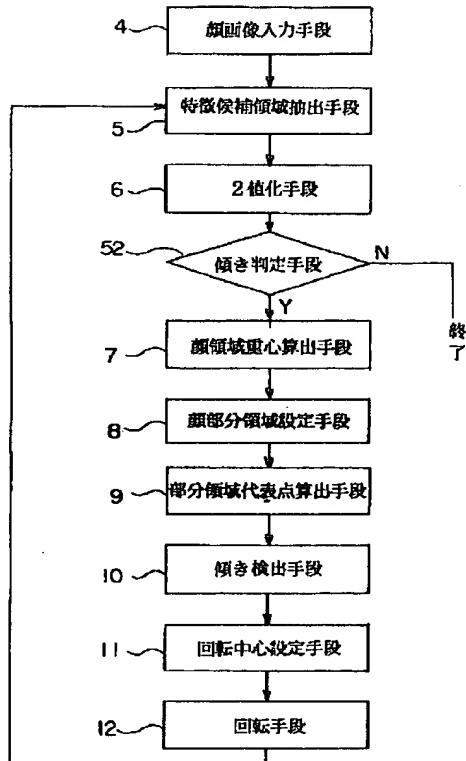 4 顔画像入力手段
特徴候補領域抽出手段
5
6 2値化手段
52 傾き判定手段 N
Y
終了
7 顔領域重心算出手段
8 顔部分領域設定手段
9 部分領域代表点算出手段
10 傾き検出手段
11 回転中心設定手段
12 回転手段